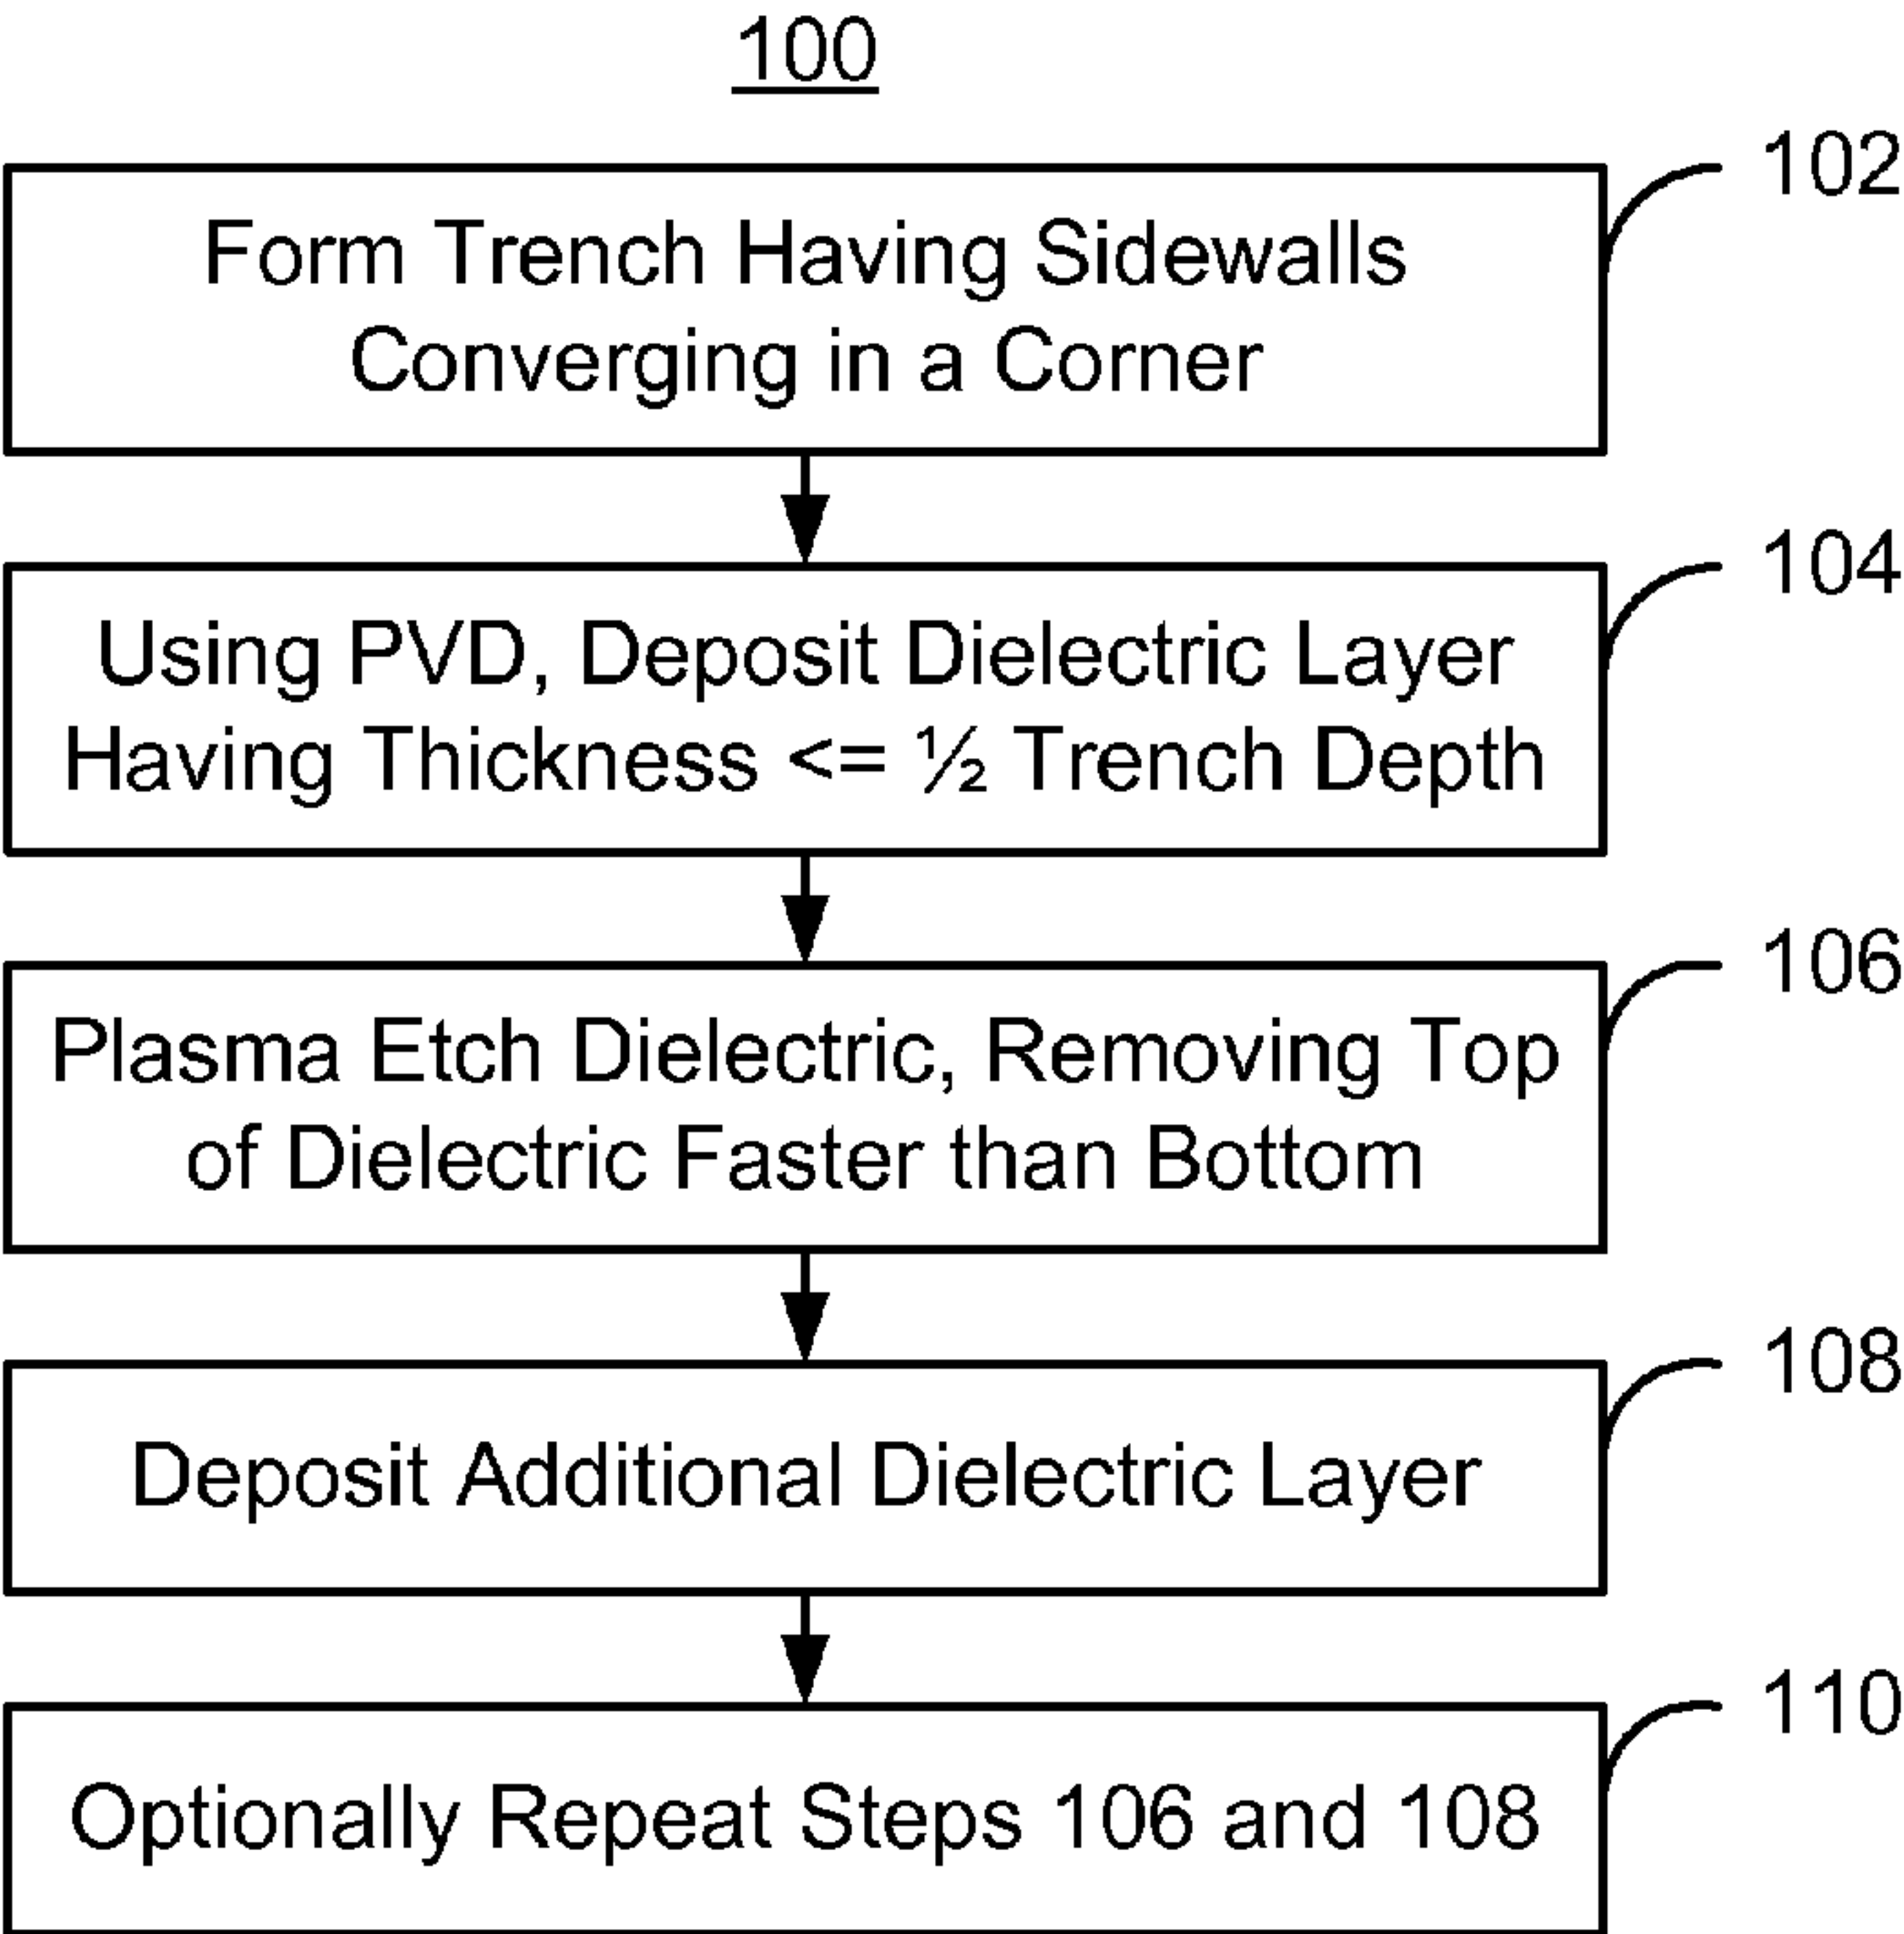 100
102
Form Trench Having Sidewalls
Converging in a Corner
104
Using PVD, Deposit Dielectric Layer
Having Thickness <= ½ Trench Depth
106
Plasma Etch Dielectric, Removing Top
of Dielectric Faster than Bottom
108
Deposit Additional Dielectric Layer
110
Optionally Repeat Steps 106 and 108